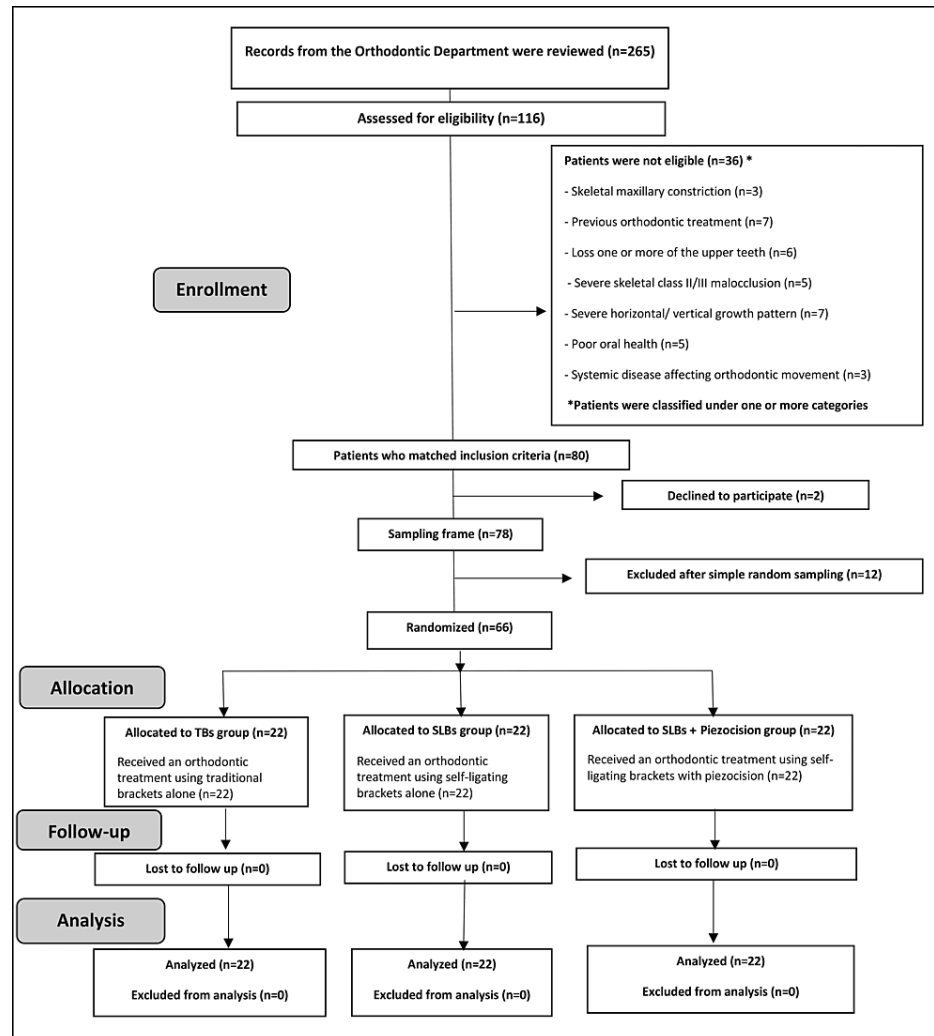 Records from the Orthodontic Department were reviewed (n=265)
Assessed for eligibility (n=116)
Patients were not eligible (n=36) *
- Skeletal maxillary constriction (n=3)
- Previous orthodontic treatment (n=7)
- Loss one or more of the upper teeth (n=6)
- Severe skeletal class II/III malocclusion (n=5)
- Severe horizontal/ vertical growth pattern (n=7)
- Poor oral health (n=5)
- Systemic disease affecting orthodontic movement (n=3)
*Patients were classified under one or more categories
Enrollment
Patients who matched inclusion criteria (n=80)
Declined to participate (n=2)
Sampling frame (n=78)
Excluded after simple random sampling (n=12)
Randomized (n=66)
Allocation
Allocated to TBs group (n=22)
Received an orthodontic
treatment using traditional
brackets alone (n=22)
Allocated to SLBs group (n=22)
Received an orthodontic
treatment using self-ligating
brackets alone (n=22)
Allocated to SLBs + Piezocision group (n=22)
Received an orthodontic treatment using self-
ligating brackets with piezocision (n=22)
Follow-up
Lost to follow up (n=0)
Lost to follow up (n=0)
Lost to follow up (n=0)
Analysis
Analyzed (n=22)
Excluded from analysis (n=0)
Analyzed (n=22)
Excluded from analysis (n=0)
Analyzed (n=22)
Excluded from analysis (n=0)